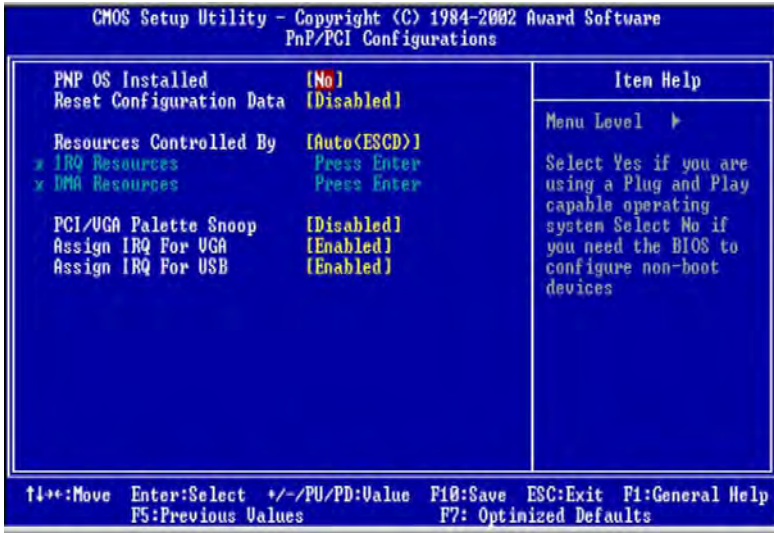 CMOS Setup Utility - Copyright (C) 1984-2002 Award Software
PnP/PCI Configurations
PNP OS Installed [No]
Reset Configuration Data [Disabled]
Resources Controlled By [Auto(ESCD)]
x IRQ Resources Press Enter
x DMA Resources Press Enter
PCI/VGA Palette Snoop [Disabled]
Assign IRQ For VGA [Enabled]
Assign IRQ For USB [Enabled]
Item Help
Menu Level ▶
Select Yes if you are
using a Plug and Play
capable operating
system Select No if
you need the BIOS to
configure non-boot
devices
↑↓→←:Move Enter:Select +/-/PU/PD:Value F10:Save ESC:Exit F1:General Help
F5:Previous Values F7: Optimized Defaults